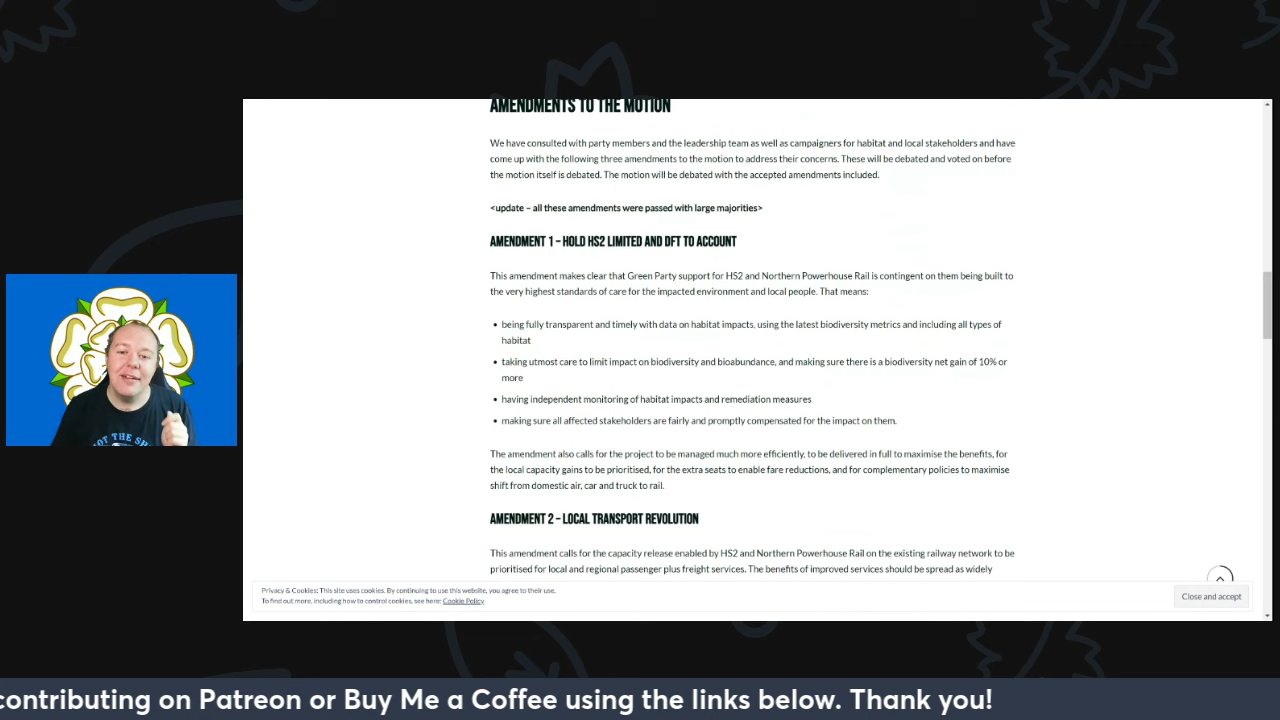 AMENDMENTS TO THE MOTION
We have consulted with party members and the leadership team as well as campaigners for habitat and local stakeholders and have
come up with the following three amendments to the motion to address their concerns. These will be debated and voted on before
the motion itself is debated. The motion will be debated with the accepted amendments included.
<update – all these amendments were passed with large majorities>
AMENDMENT 1 – HOLD HS2 LIMITED AND DFT TO ACCOUNT
This amendment makes clear that Green Party support for HS2 and Northern Powerhouse Rail is contingent on them being built to
the very highest standards of care for the impacted environment and local people. That means:
• being fully transparent and timely with data on habitat impacts, using the latest biodiversity metrics and including all types of
habitat
• taking utmost care to limit impact on biodiversity and bioabundance, and making sure there is a biodiversity net gain of 10% or
more
• having independent monitoring of habitat impacts and remediation measures
• making sure all affected stakeholders are fairly and promptly compensated for the impact on them.
The amendment also calls for the project to be managed much more efficiently, to be delivered in full to maximise the benefits, for
the local capacity gains to be prioritised, for the extra seats to enable fare reductions, and for complementary policies to maximise
shift from domestic air, car and truck to rail.
AMENDMENT 2 – LOCAL TRANSPORT REVOLUTION
This amendment calls for the capacity release enabled by HS2 and Northern Powerhouse Rail on the existing railway network to be
prioritised for local and regional passenger plus freight services. The benefits of improved services should be spread as widely
Privacy & Cookies: This site uses cookies. By continuing to use this website, you agree to their use.
To find out more, including how to control cookies, see here: Cookie Policy
Close and accept
THE
contributing on Patreon or Buy Me a Coffee using the links below. Thank you!